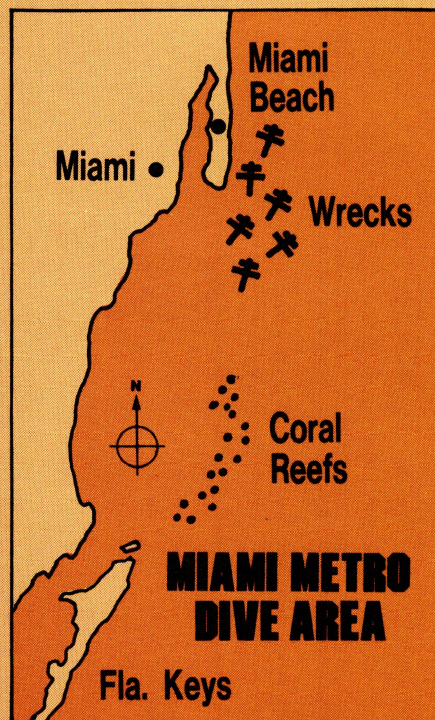 Miami
Beach
Miami
Wrecks
N
Coral
Reefs
MIAMI METRO
DIVE AREA
Fla. Keys